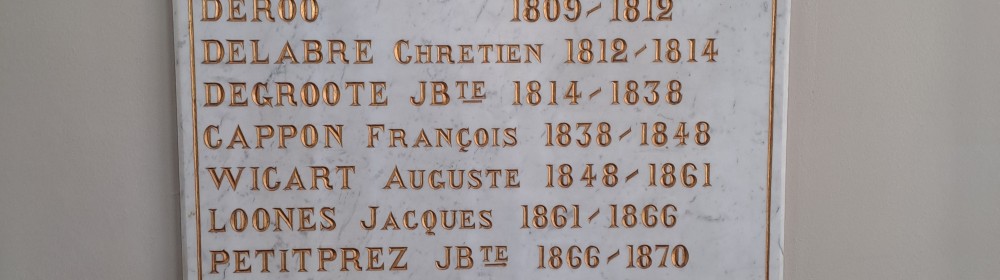 DEROO 1809-1812
DELABRE CHRETIEN 1812-1814
DEGROOTE JBTE 1814-1838
CAPPON FRANÇOIS 1838-1848
WICART AUGUSTE 1848-1861
LOONES JACQUES 1861-1866
PETITPREZ JBTE 1866-1870